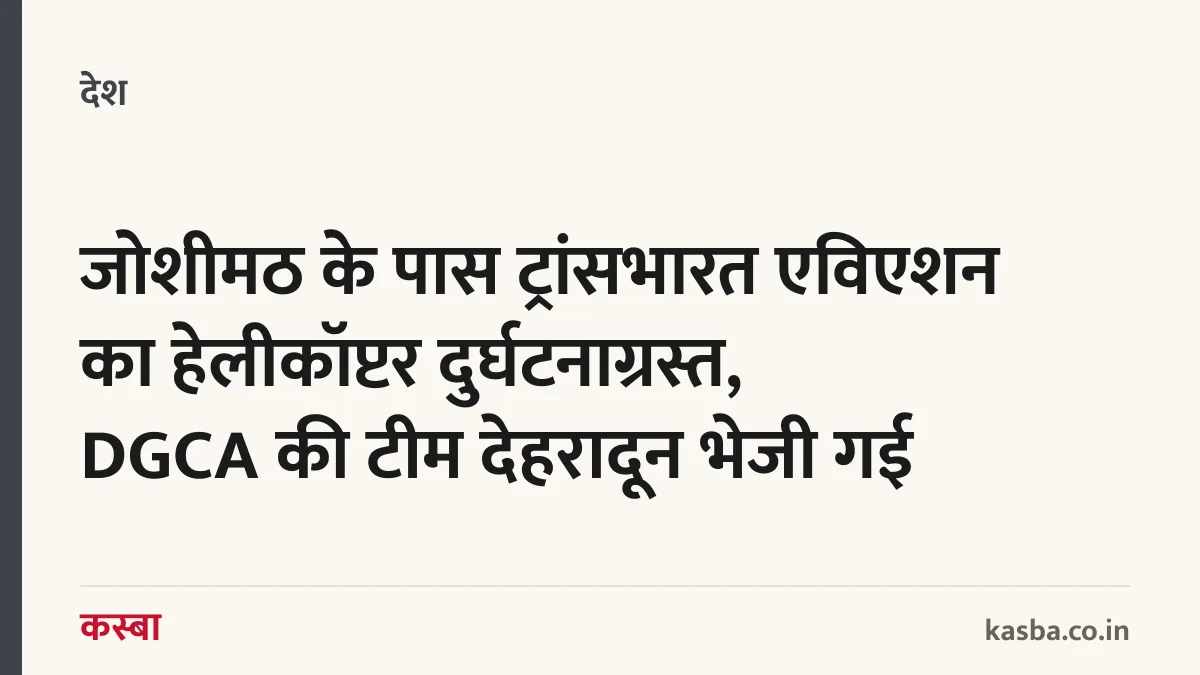 देश
जोशीमठ के पास ट्रांसभारत एविएशन
का हेलीकॉप्टर दुर्घटनाग्रस्त,
DGCA की टीम देहरादून भेजी गई
कस्बा
kasba.co.in